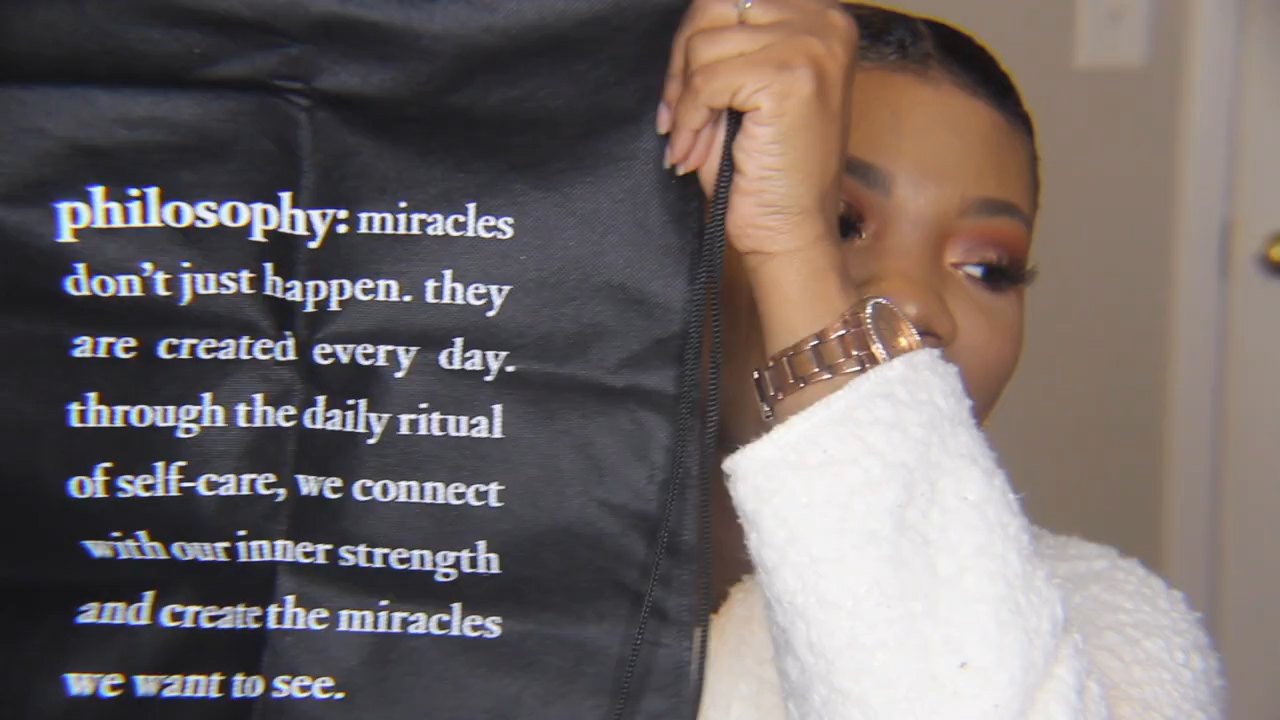 philosophy: miracles
don't just happen. they
are created every day.
through the daily ritual
of self-care, we connect
with our inner strength
and create the miracles
we want to see.